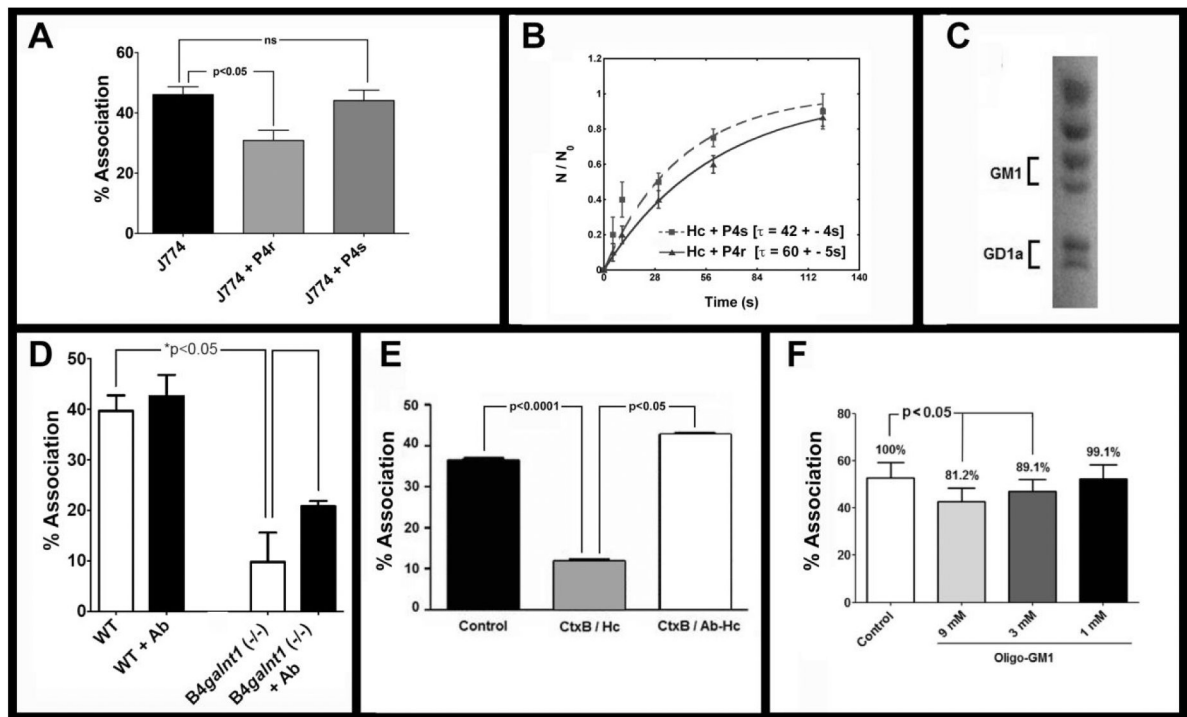 A
ns
p<0.05
60
40
20
0
% Association
J774
J774 + P4r
J774 + P4s
B
1
0.8
0.6
0.4
0.2
0
N / N0
0 28 56 84 112 140
Time (s)
Hc + P4s [τ = 42 + - 4s]
Hc + P4r [τ = 60 + - 5s]
C
GM1
GD1a
D
*p<0.05
50
40
30
20
10
0
% Association
WT
WT + Ab
B4galnt1 (-/-)
B4galnt1 (-/-)
+ Ab
E
p<0.0001
p<0.05
50
40
30
20
10
0
% Association
Control
CtxB / Hc
CtxB / Ab-Hc
F
p< 0.05
80
60
40
20
0
% Association
100%
81.2%
89.1%
99.1%
Control
9 mM
3 mM
1 mM
Oligo-GM1